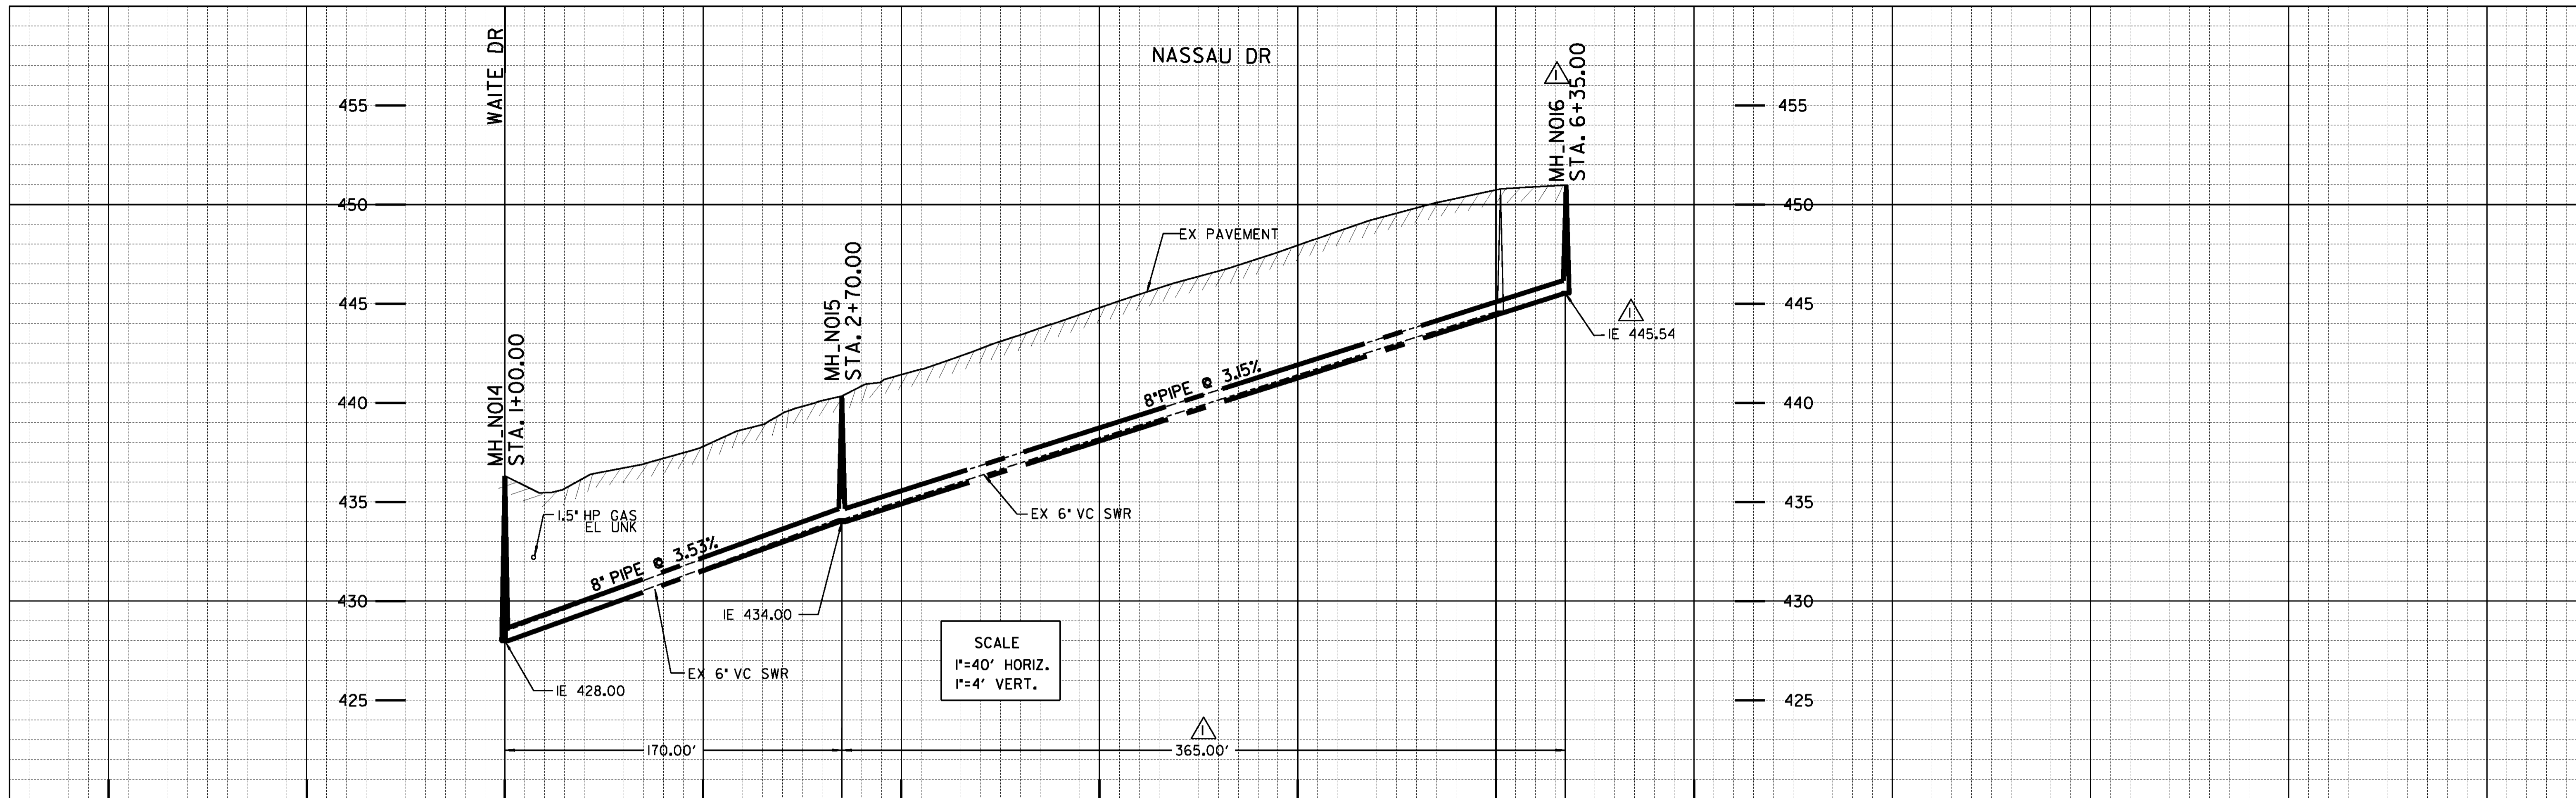 WAITE DR
NASSAU DR
MH_N016
STA. 6+35.00
1
455
455
450
450
EX PAVEMENT
MH_N015
STA. 2+70.00
445
445
1
IE 445.54
MH_N014
STA. 1+00.00
8" PIPE @ 3.15%
440
440
435
435
1.5" HP GAS
EL UNK
EX 6" VC SWR
8" PIPE @ 3.53%
430
430
IE 434.00
SCALE
1"=40' HORIZ.
1"=4' VERT.
EX 6" VC SWR
IE 428.00
425
425
1
170.00'
365.00'